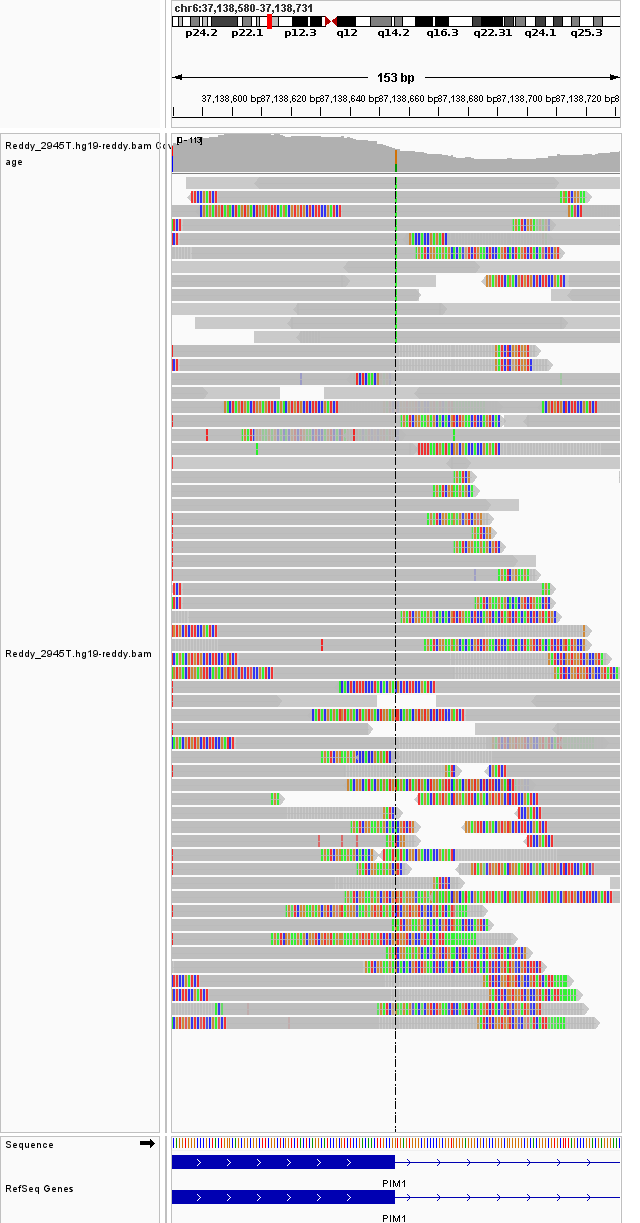 chr6:37,138,580-37,138,731
p24.2 p22.1 p12.3 q12 q14.2 q16.3 q22.31 q24.1 q25.3
153 bp
37,138,600 bp 37,138,620 bp 37,138,640 bp 37,138,660 bp 37,138,680 bp 37,138,700 bp 37,138,720 bp
[0 - 113]
Reddy_2945T.hg19-reddy.bam Cov
age
Reddy_2945T.hg19-reddy.bam
Sequence
PIM1
RefSeq Genes
PIM1